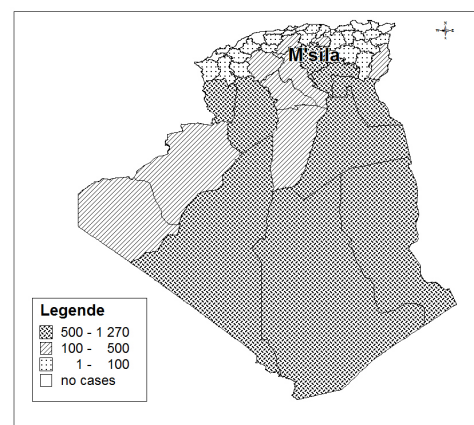 N
W E
S
M'sila
Legende
500 - 1 270
100 - 500
1 - 100
no cases